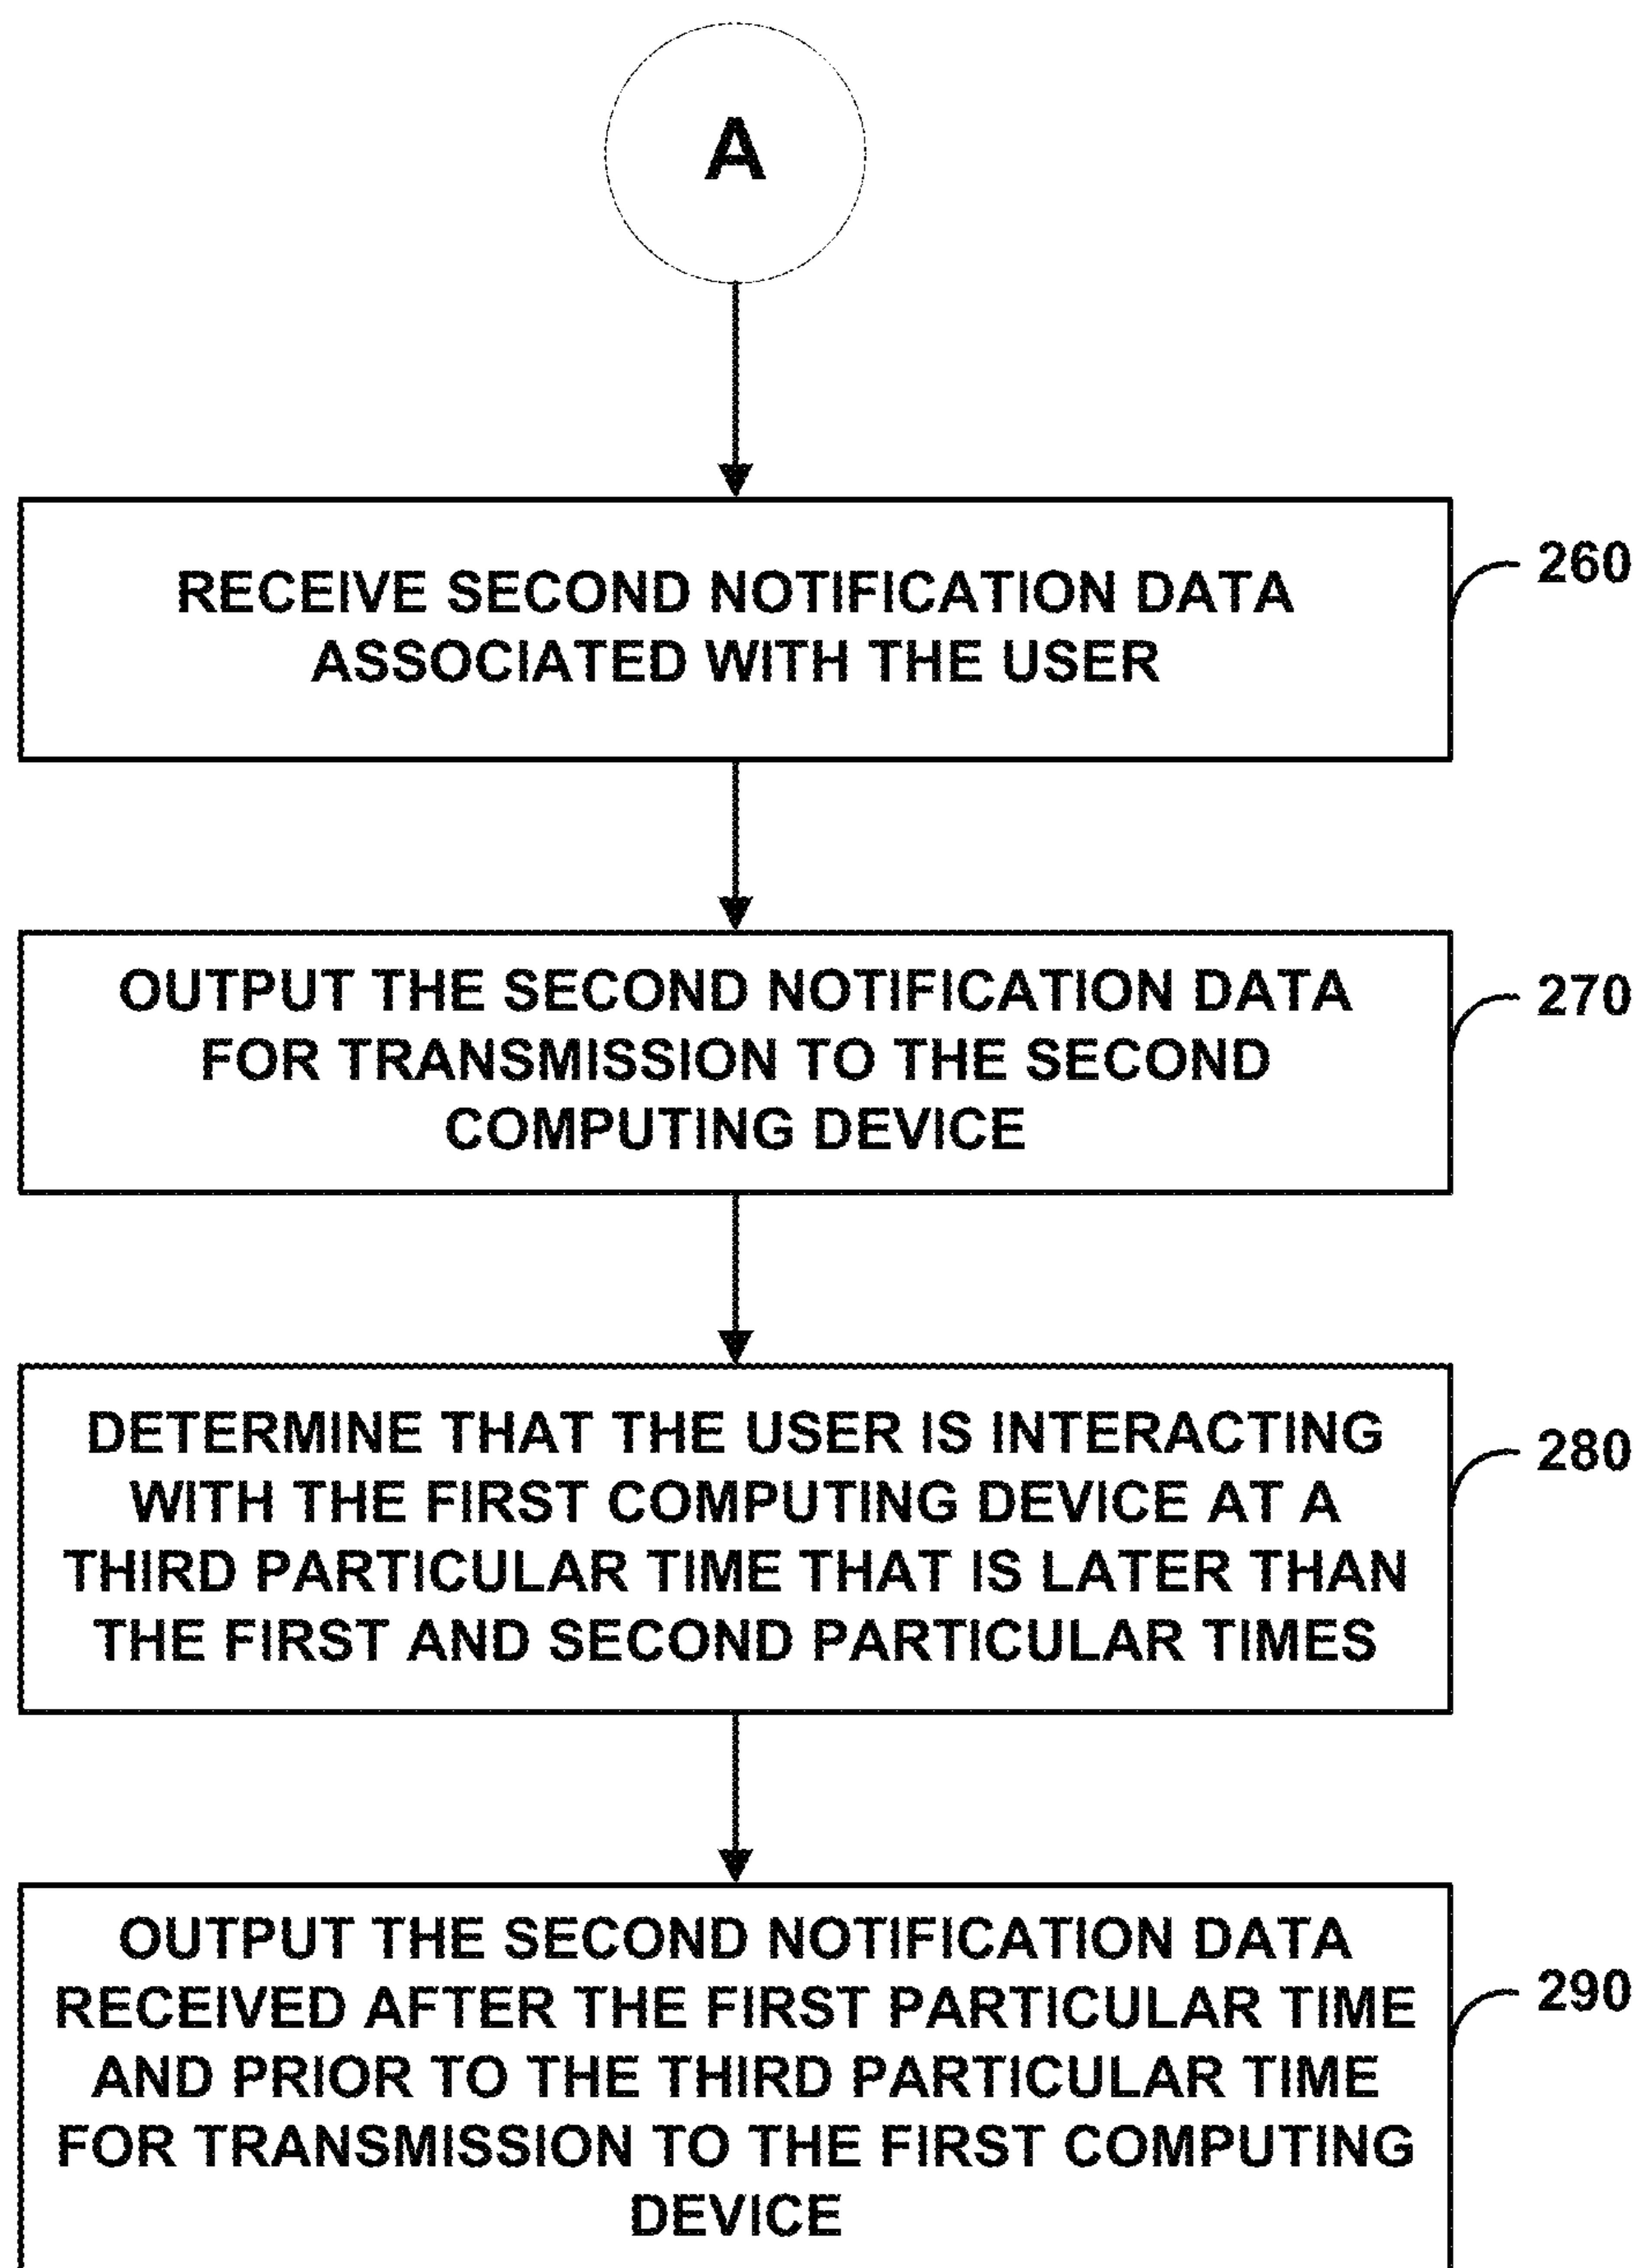 A
RECEIVE SECOND NOTIFICATION DATA
ASSOCIATED WITH THE USER
260
OUTPUT THE SECOND NOTIFICATION DATA
FOR TRANSMISSION TO THE SECOND
COMPUTING DEVICE
270
DETERMINE THAT THE USER IS INTERACTING
WITH THE FIRST COMPUTING DEVICE AT A
THIRD PARTICULAR TIME THAT IS LATER THAN
THE FIRST AND SECOND PARTICULAR TIMES
280
OUTPUT THE SECOND NOTIFICATION DATA
RECEIVED AFTER THE FIRST PARTICULAR TIME
AND PRIOR TO THE THIRD PARTICULAR TIME
FOR TRANSMISSION TO THE FIRST COMPUTING
DEVICE
290